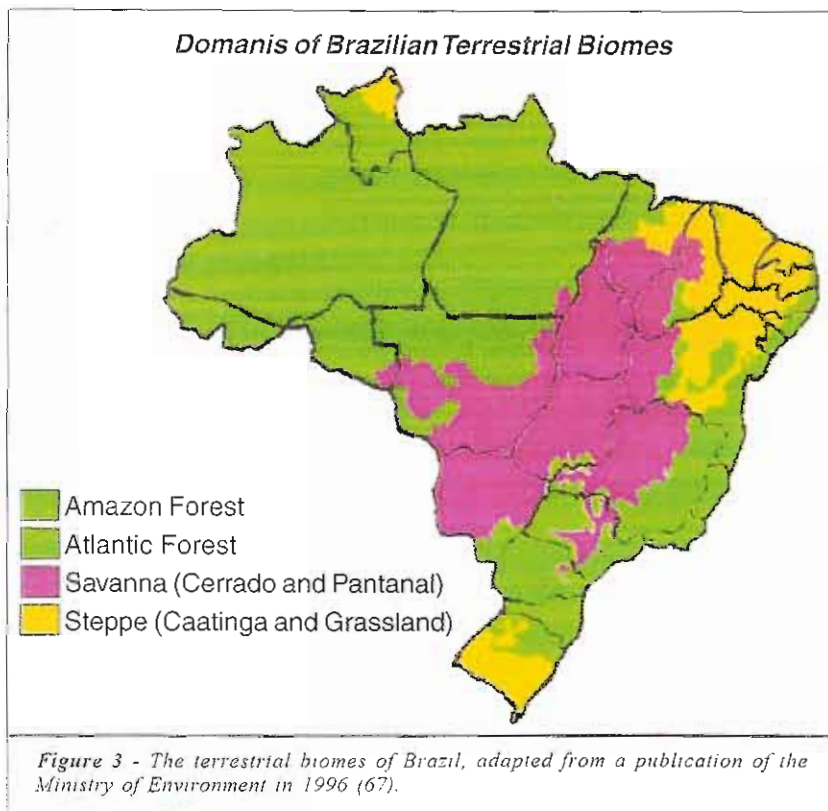 Domanis of Brazilian Terrestrial Biomes
Amazon Forest
Atlantic Forest
Savanna (Cerrado and Pantanal)
Steppe (Caatinga and Grassland)
Figure 3 - The terrestrial biomes of Brazil, adapted from a publication of the
Ministry of Environment in 1996 (67).